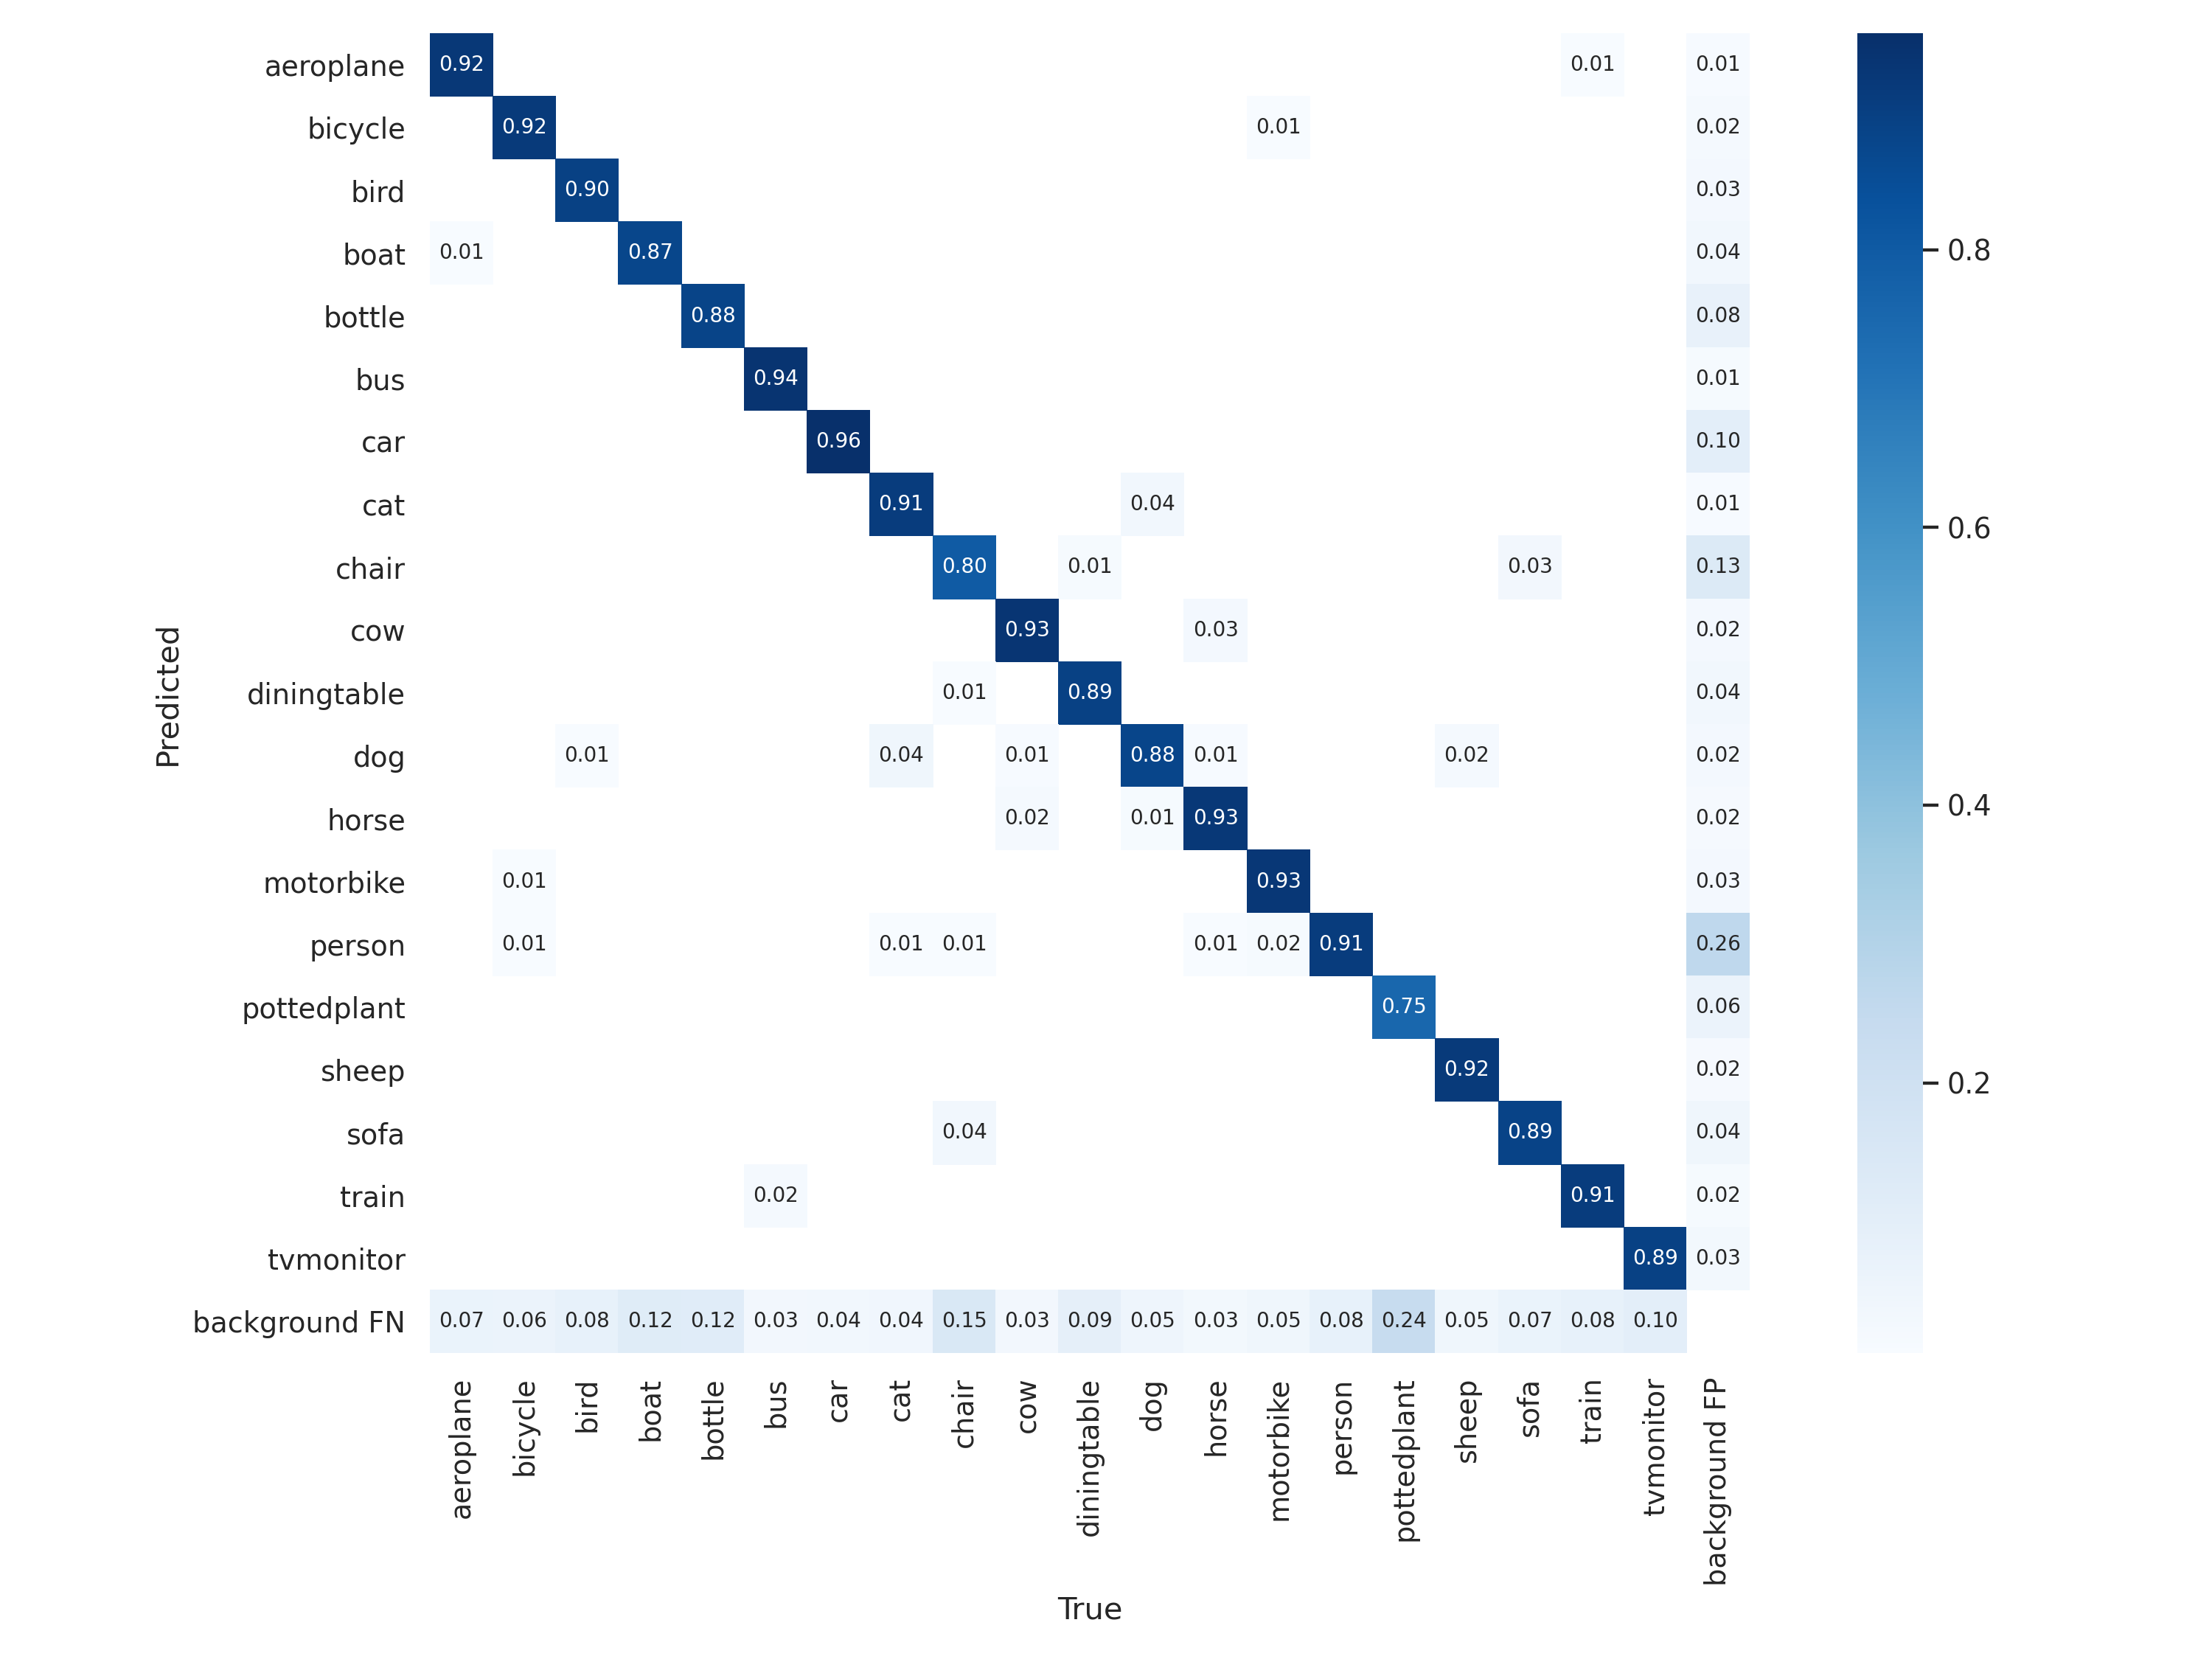 aeroplane 0.92 0.01 0.01
bicycle 0.92 0.01 0.02
bird 0.90 0.03
boat 0.01 0.87 0.04
0.8
bottle 0.88 0.08
bus 0.94 0.01
car 0.96 0.10
cat 0.91 0.04 0.01
0.6
chair 0.80 0.01 0.03 0.13
cow 0.93 0.03 0.02
Predicted
diningtable 0.01 0.89 0.04
dog 0.01 0.04 0.01 0.88 0.01 0.02 0.02
0.4
horse 0.02 0.01 0.93 0.02
motorbike 0.01 0.93 0.03
person 0.01 0.01 0.01 0.01 0.02 0.91 0.26
pottedplant 0.75 0.06
sheep 0.92 0.02
0.2
sofa 0.04 0.89 0.04
train 0.02 0.91 0.02
tvmonitor 0.89 0.03
background FN 0.07 0.06 0.08 0.12 0.12 0.03 0.04 0.04 0.15 0.03 0.09 0.05 0.03 0.05 0.08 0.24 0.05 0.07 0.08 0.10
aeroplane
bicycle
bird
boat
bottle
bus
car
cat
chair
cow
diningtable
dog
horse
motorbike
person
pottedplant
sheep
sofa
train
tvmonitor
background FP
True